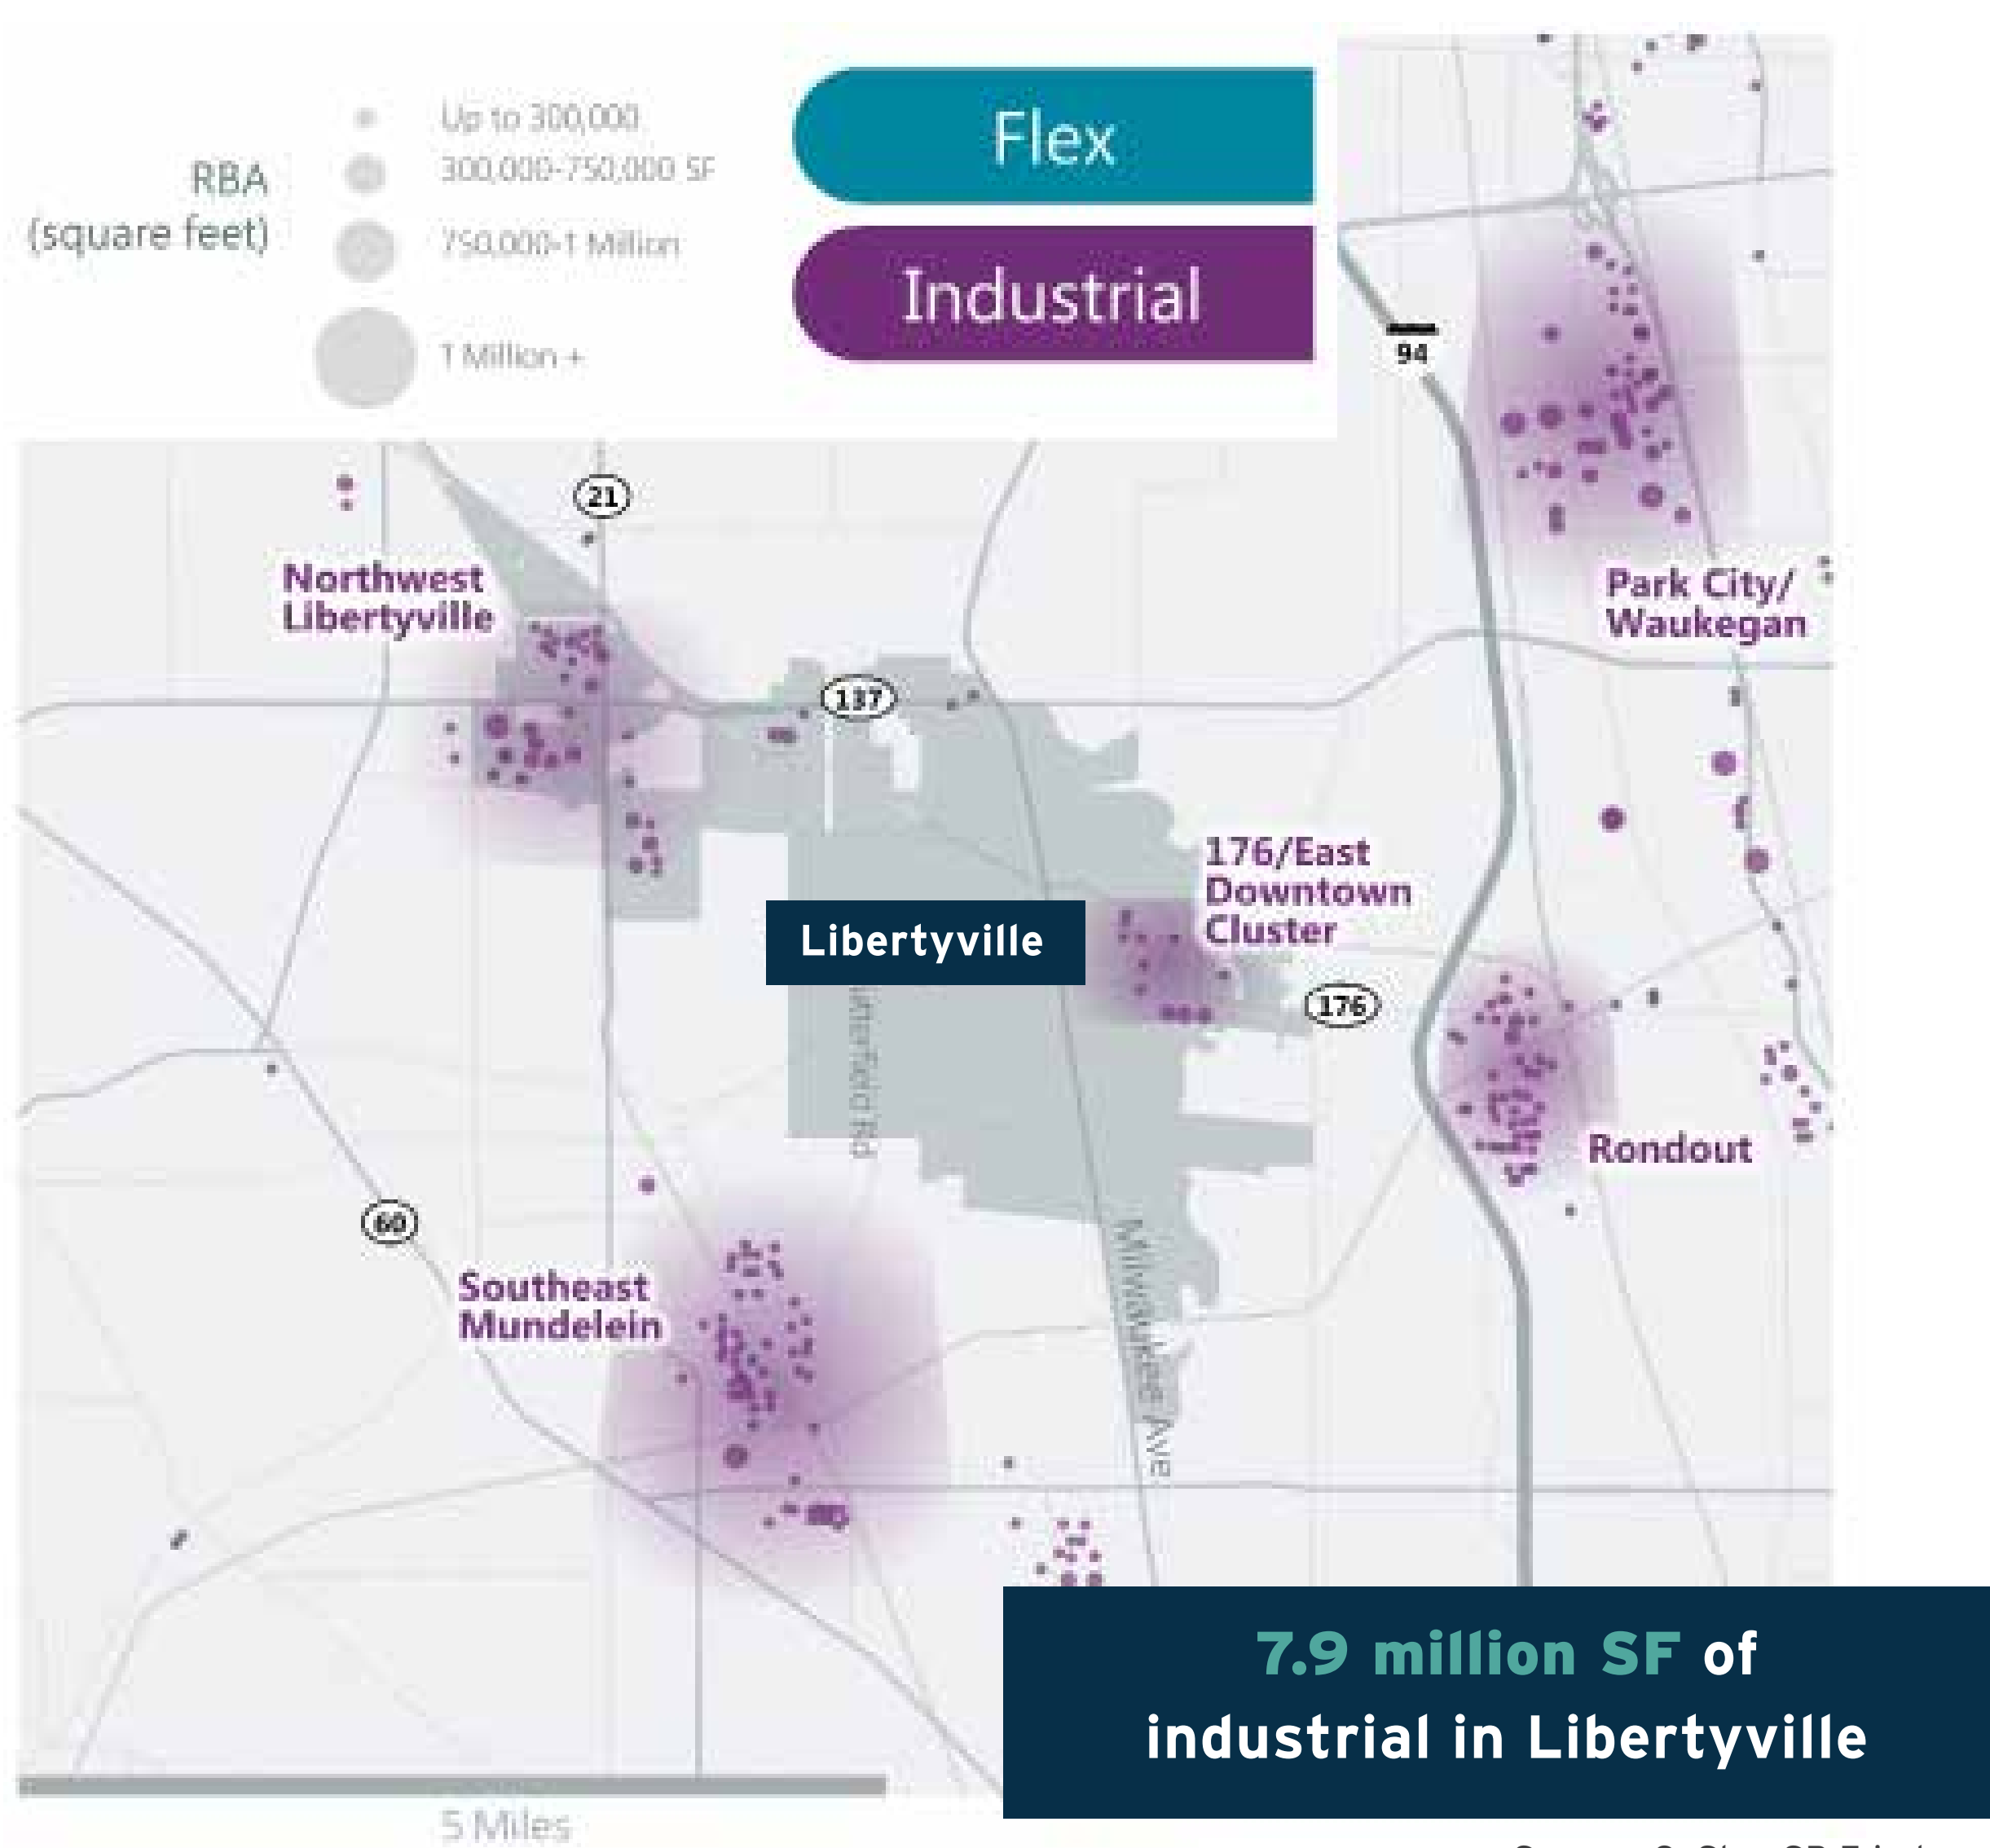 RBA
(square feet)
Up to 300,000
300,000-750,000 SF
750,000-1 Million
1 Million +
Flex
Industrial
94
21
Northwest
Libertyville
Park City/
Waukegan
137
176/East
Downtown
Cluster
Libertyville
176
Rondout
60
Southeast
Mundelein
Milwaukee Ave
7.9 million SF of
industrial in Libertyville
5 Miles